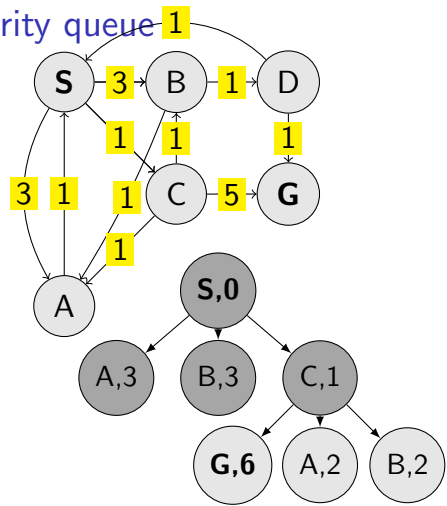 rity queue
1
S 3 B 1 D
1 1 1
3 1 1 C 5 G
1
A
S,0
A,3 B,3 C,1
G,6 A,2 B,2